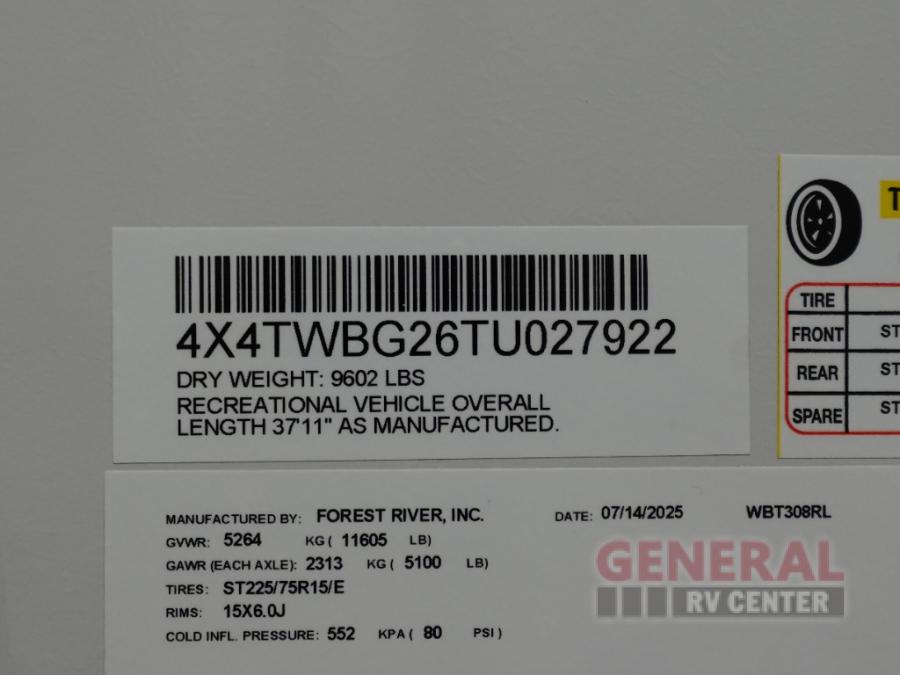 4X4TWBG26TU027922
DRY WEIGHT: 9602 LBS
RECREATIONAL VEHICLE OVERALL
LENGTH 37'11" AS MANUFACTURED.
T
TIRE
FRONT ST
REAR ST
SPARE ST
MANUFACTURED BY: FOREST RIVER, INC. DATE: 07/14/2025 WBT308RL
GVWR: 5264 KG ( 11605 LB)
GAWR (EACH AXLE): 2313 KG ( 5100 LB)
TIRES: ST225/75R15/E
RIMS: 15X6.0J
COLD INFL. PRESSURE: 552 KPA ( 80 PSI )
GENERAL
RV CENTER